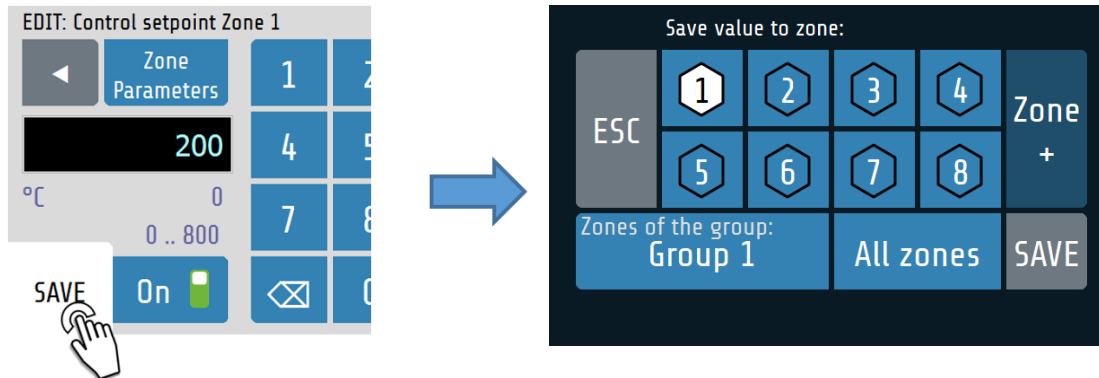 EDIT: Control setpoint Zone 1
◄
Zone
Parameters
1
200
4
°C
0
7
0 .. 800
SAVE
On
Save value to zone:
ESC
1
2
3
4
Zone
+
5
6
7
8
Zones of the group:
Group 1
All zones
SAVE